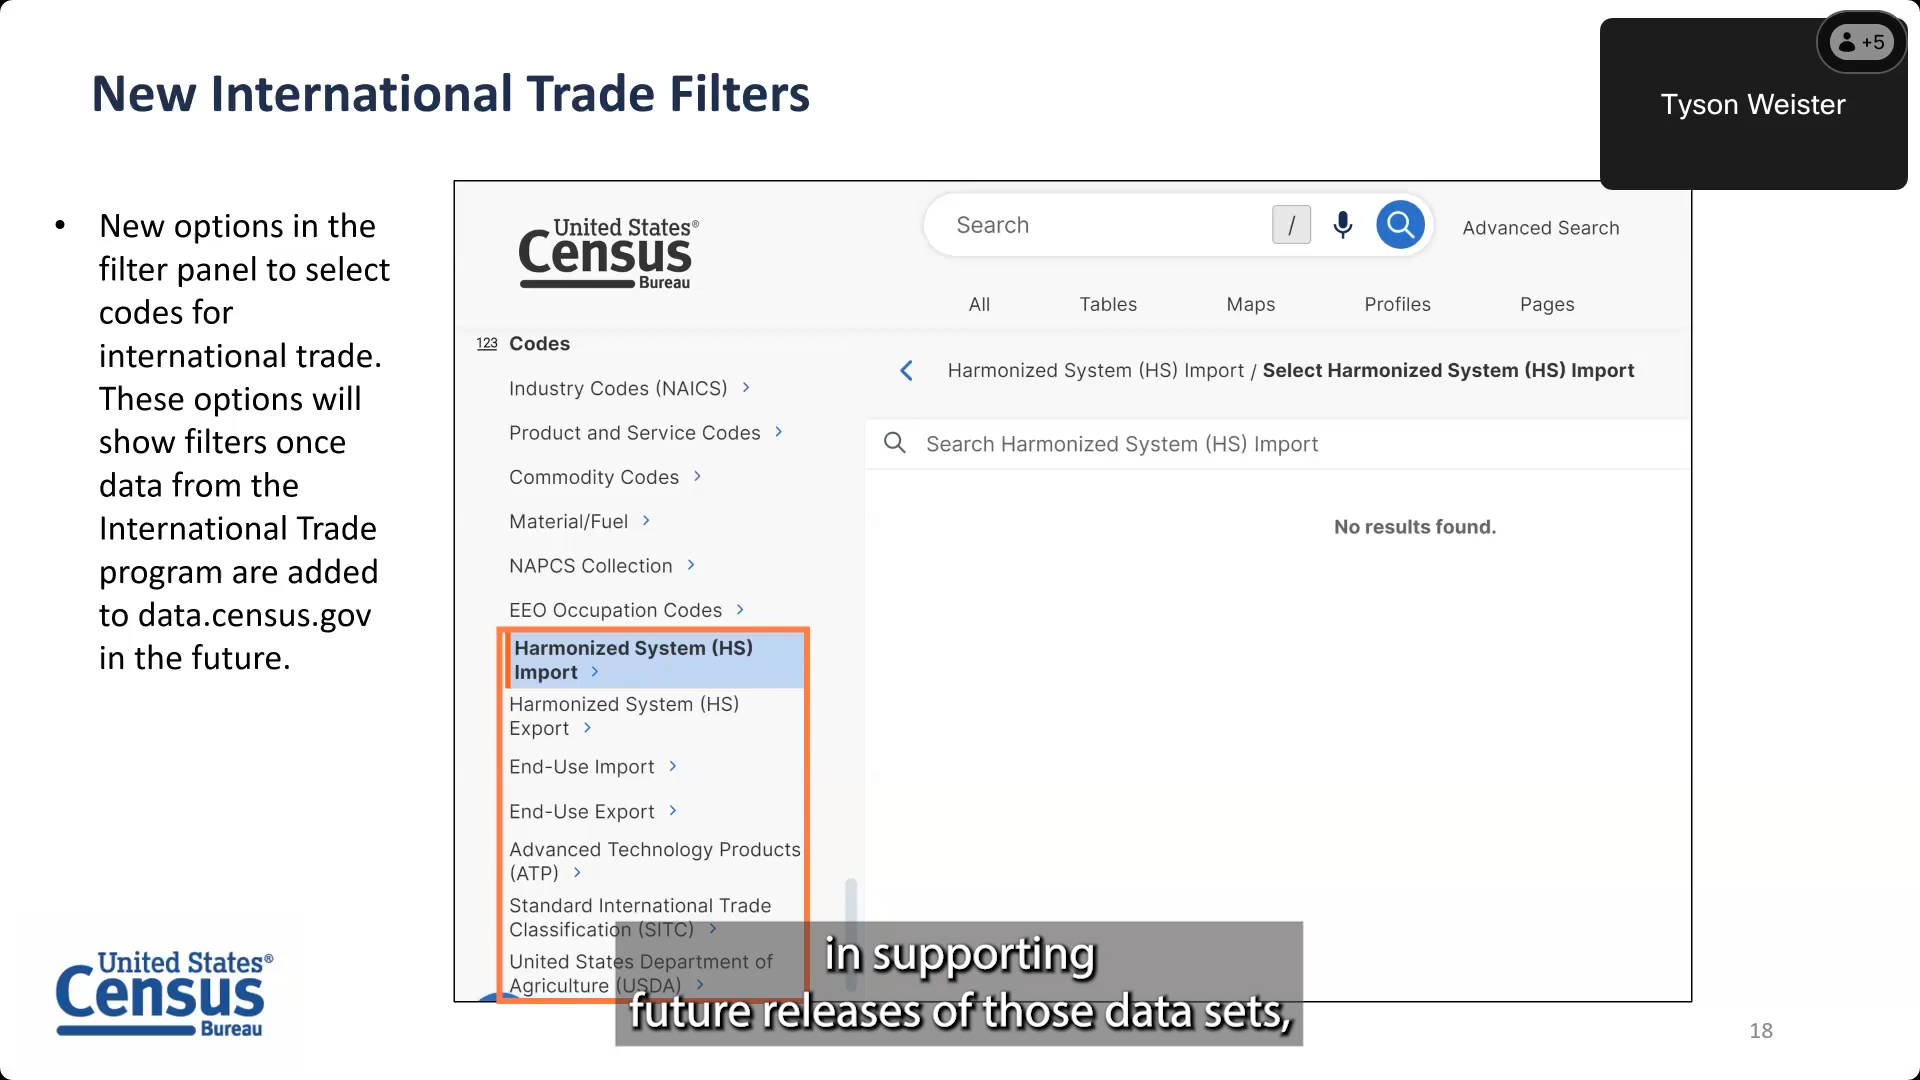 New International Trade Filters
+5
Tyson Weister
• New options in the
filter panel to select
codes for
international trade.
These options will
show filters once
data from the
International Trade
program are added
to data.census.gov
in the future.
United States®
Census
Bureau
Search
/
Advanced Search
All
Tables
Maps
Profiles
Pages
123 Codes
Industry Codes (NAICS)
Product and Service Codes
Commodity Codes
Material/Fuel
NAPCS Collection
EEO Occupation Codes
Harmonized System (HS)
Import
Harmonized System (HS)
Export
End-Use Import
End-Use Export
Advanced Technology Products
(ATP)
Standard International Trade
Classification (SITC)
United States Department of
Agriculture (USDA)
Harmonized System (HS) Import / Select Harmonized System (HS) Import
Search Harmonized System (HS) Import
No results found.
in supporting
future releases of those data sets,
United States®
Census
Bureau
18